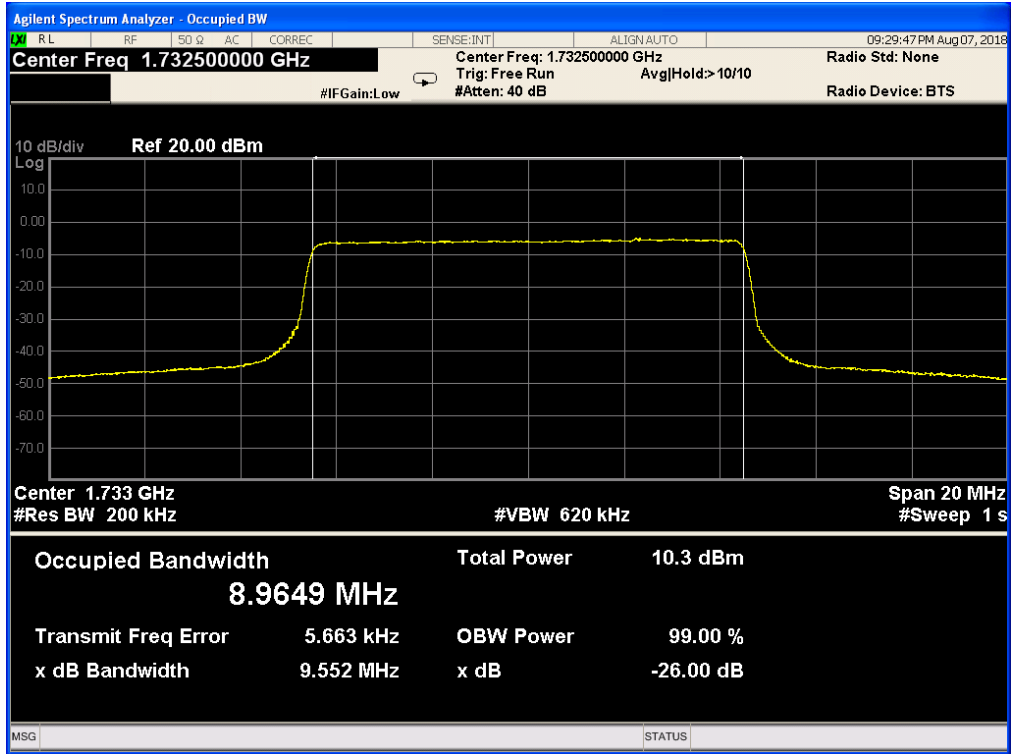 Agilent Spectrum Analyzer - Occupied BW
LXI RL RF 50 Ω AC CORREC SENSE:INT ALIGN AUTO 09:29:47 PM Aug 07, 2018
Center Freq 1.732500000 GHz Center Freq: 1.732500000 GHz Radio Std: None
Trig: Free Run Avg|Hold:>10/10
#IFGain:Low #Atten: 40 dB Radio Device: BTS
10 dB/div Ref 20.00 dBm
Log
10.0
0.00
-10.0
-20.0
-30.0
-40.0
-50.0
-60.0
-70.0
Center 1.733 GHz Span 20 MHz
#Res BW 200 kHz #VBW 620 kHz #Sweep 1 s
Occupied Bandwidth Total Power 10.3 dBm
8.9649 MHz
Transmit Freq Error 5.663 kHz OBW Power 99.00 %
x dB Bandwidth 9.552 MHz x dB -26.00 dB
MSG STATUS